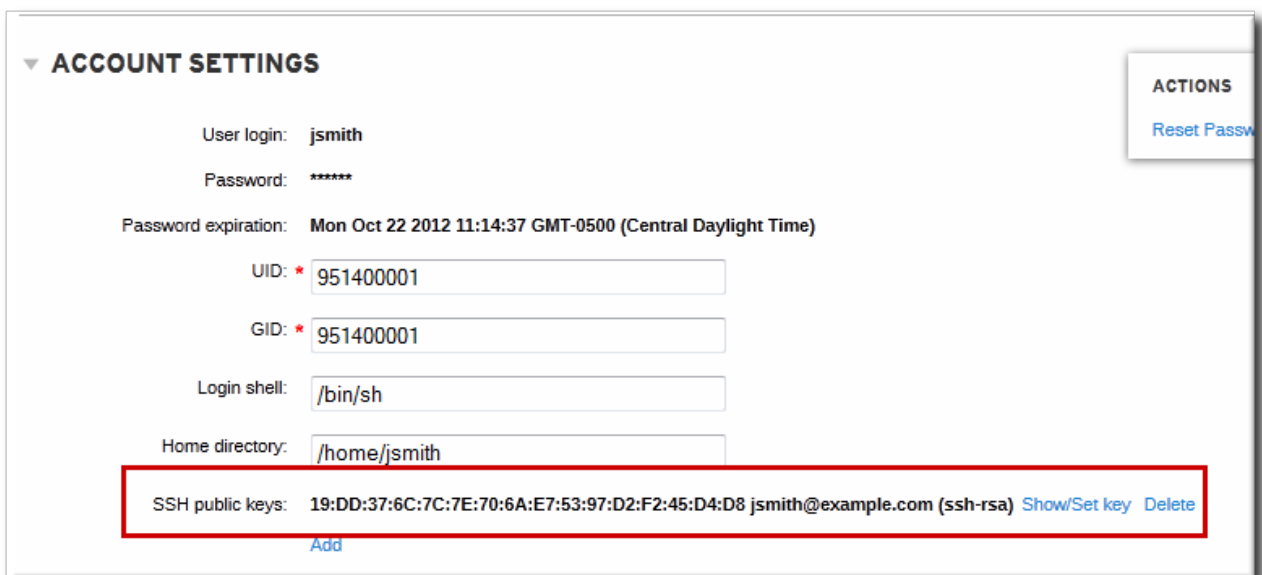 ACCOUNT SETTINGS
ACTIONS
Reset Passw
User login: jsmith
Password: ******
Password expiration: Mon Oct 22 2012 11:14:37 GMT-0500 (Central Daylight Time)
UID: * 951400001
GID: * 951400001
Login shell: /bin/sh
Home directory: /home/jsmith
SSH public keys: 19:DD:37:6C:7C:7E:70:6A:E7:53:97:D2:F2:45:D4:D8 jsmith@example.com (ssh-rsa) Show/Set key Delete
Add